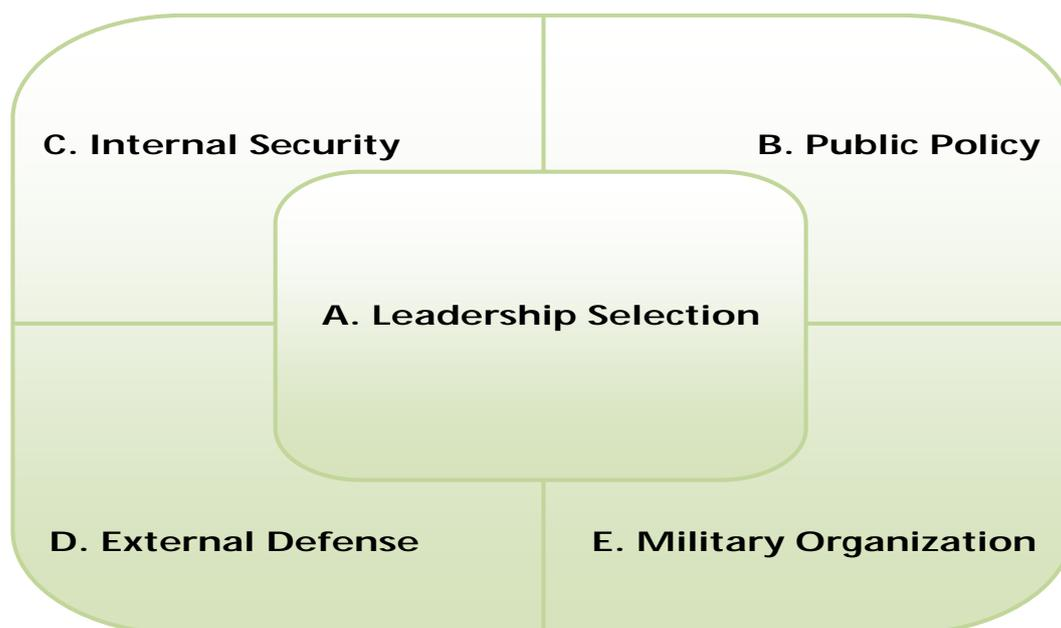 C. Internal Security
B. Public Policy
A. Leadership Selection
D. External Defense
E. Military Organization